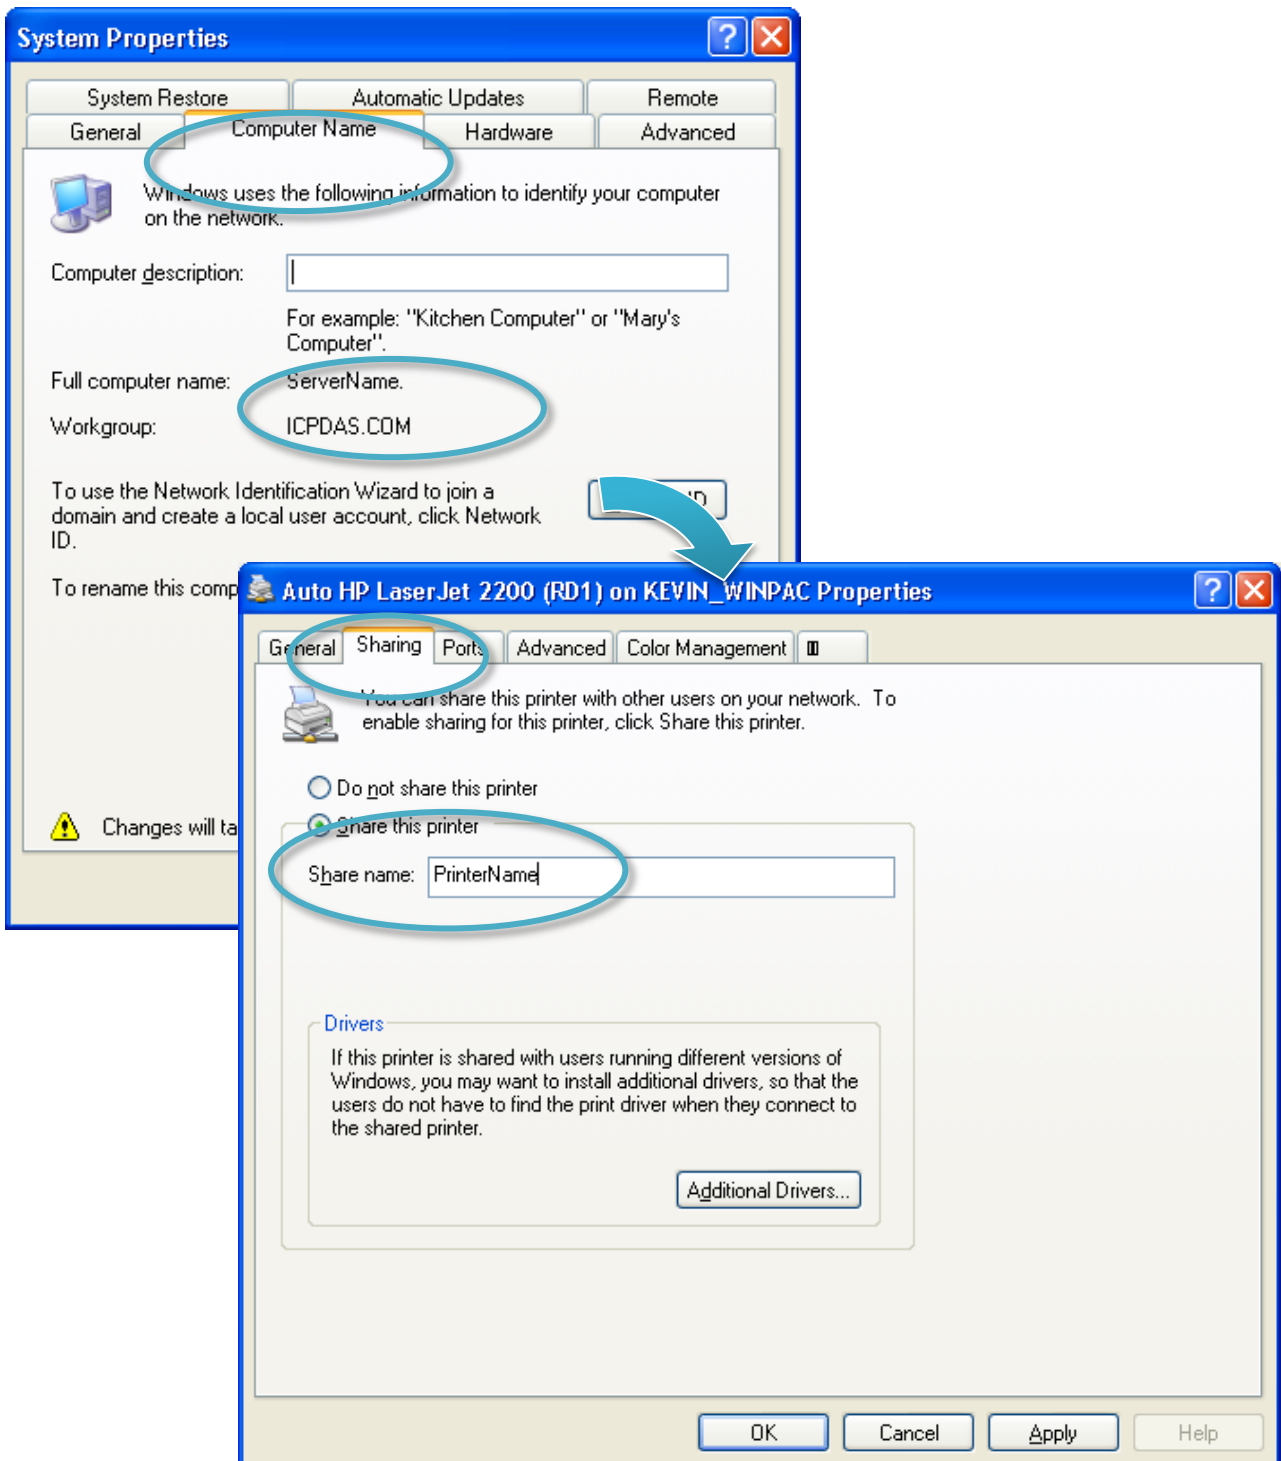 System Properties
System Restore
Automatic Updates
Remote
General
Computer Name
Hardware
Advanced
Windows uses the following information to identify your computer
on the network.
Computer description:
For example: "Kitchen Computer" or "Mary's
Computer".
Full computer name:
ServerName.
Workgroup:
ICPDAS.COM
To use the Network Identification Wizard to join a
domain and create a local user account, click Network
ID.
To rename this comp
Changes will ta
Auto HP LaserJet 2200 (RD1) on KEVIN_WINPAC Properties
General
Sharing
Ports
Advanced
Color Management
You can share this printer with other users on your network. To
enable sharing for this printer, click Share this printer.
Do not share this printer
Share this printer
Share name:
PrinterName
Drivers
If this printer is shared with users running different versions of
Windows, you may want to install additional drivers, so that the
users do not have to find the print driver when they connect to
the shared printer.
Additional Drivers...
OK
Cancel
Apply
Help